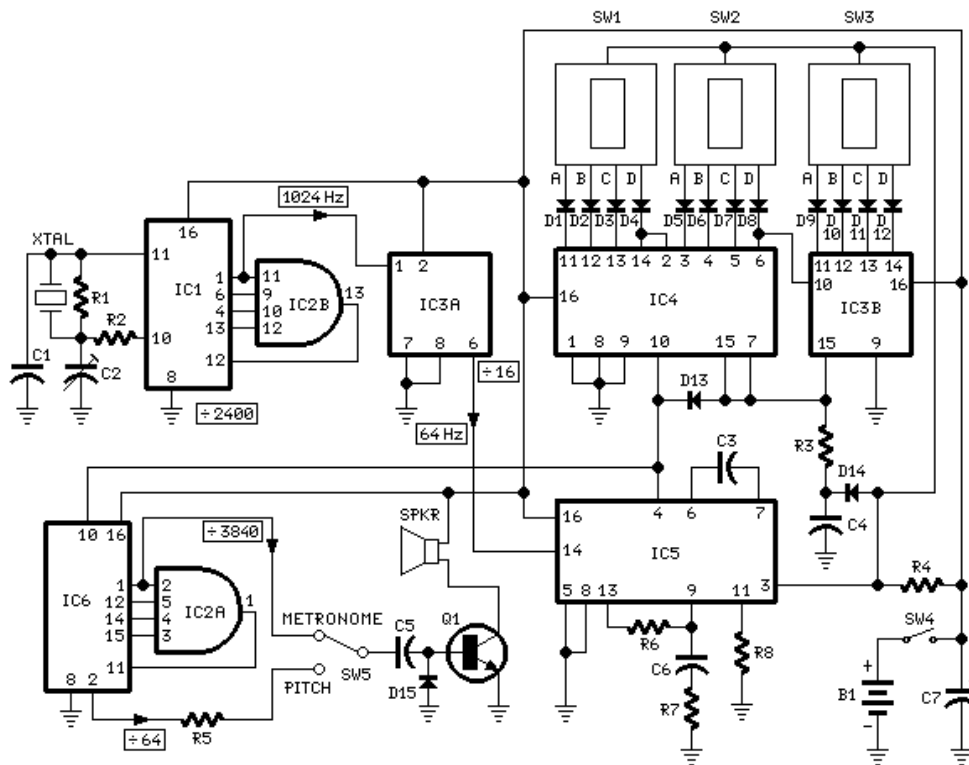 SW1 SW2 SW3
A B C D A B C D A B C D
D1 D2 D3 D4 D5 D6 D7 D8 D9 D 10 D 11 D 12
1024 Hz
XTAL
16
11 12 13 14 2 3 4 5 6
11 12 13 14
11 1 11
6 9
4 10
13 12
IC1 IC2B 13
1 2
16 IC4
10 16
IC3B
R1
R2
10
12
IC3A
7 8 6
1 8 9 10 15 7
15 9
C1 C2
8
÷2400
÷16
D13
64 Hz
C3
R3
D14
C4
10 16
÷3840
SPKR
16 4 6 7
14
IC5
IC6
1 2
12 5
14 4
15 3
11
IC2A 1
METRONOME
C5
Q1
5 8 13 9 11 3
R4
SW4
SW5
PITCH
D15
R6
C6
R8
R7
8 2
÷64
R5
+
B1
-
C7